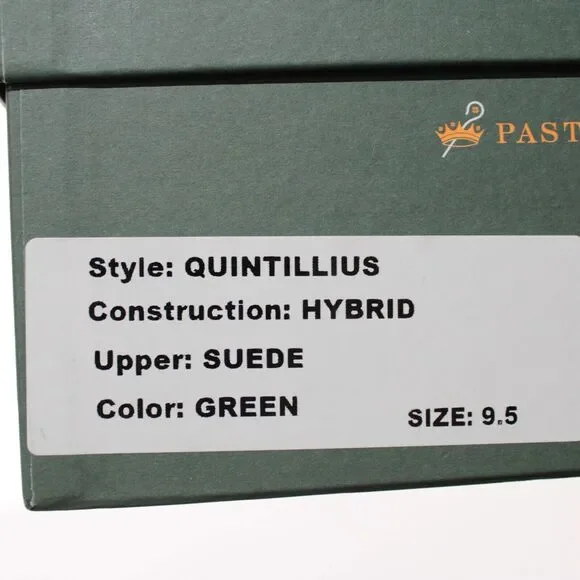 PAST
Style: QUINTILLIUS
Construction: HYBRID
Upper: SUEDE
Color: GREEN
SIZE: 9.5